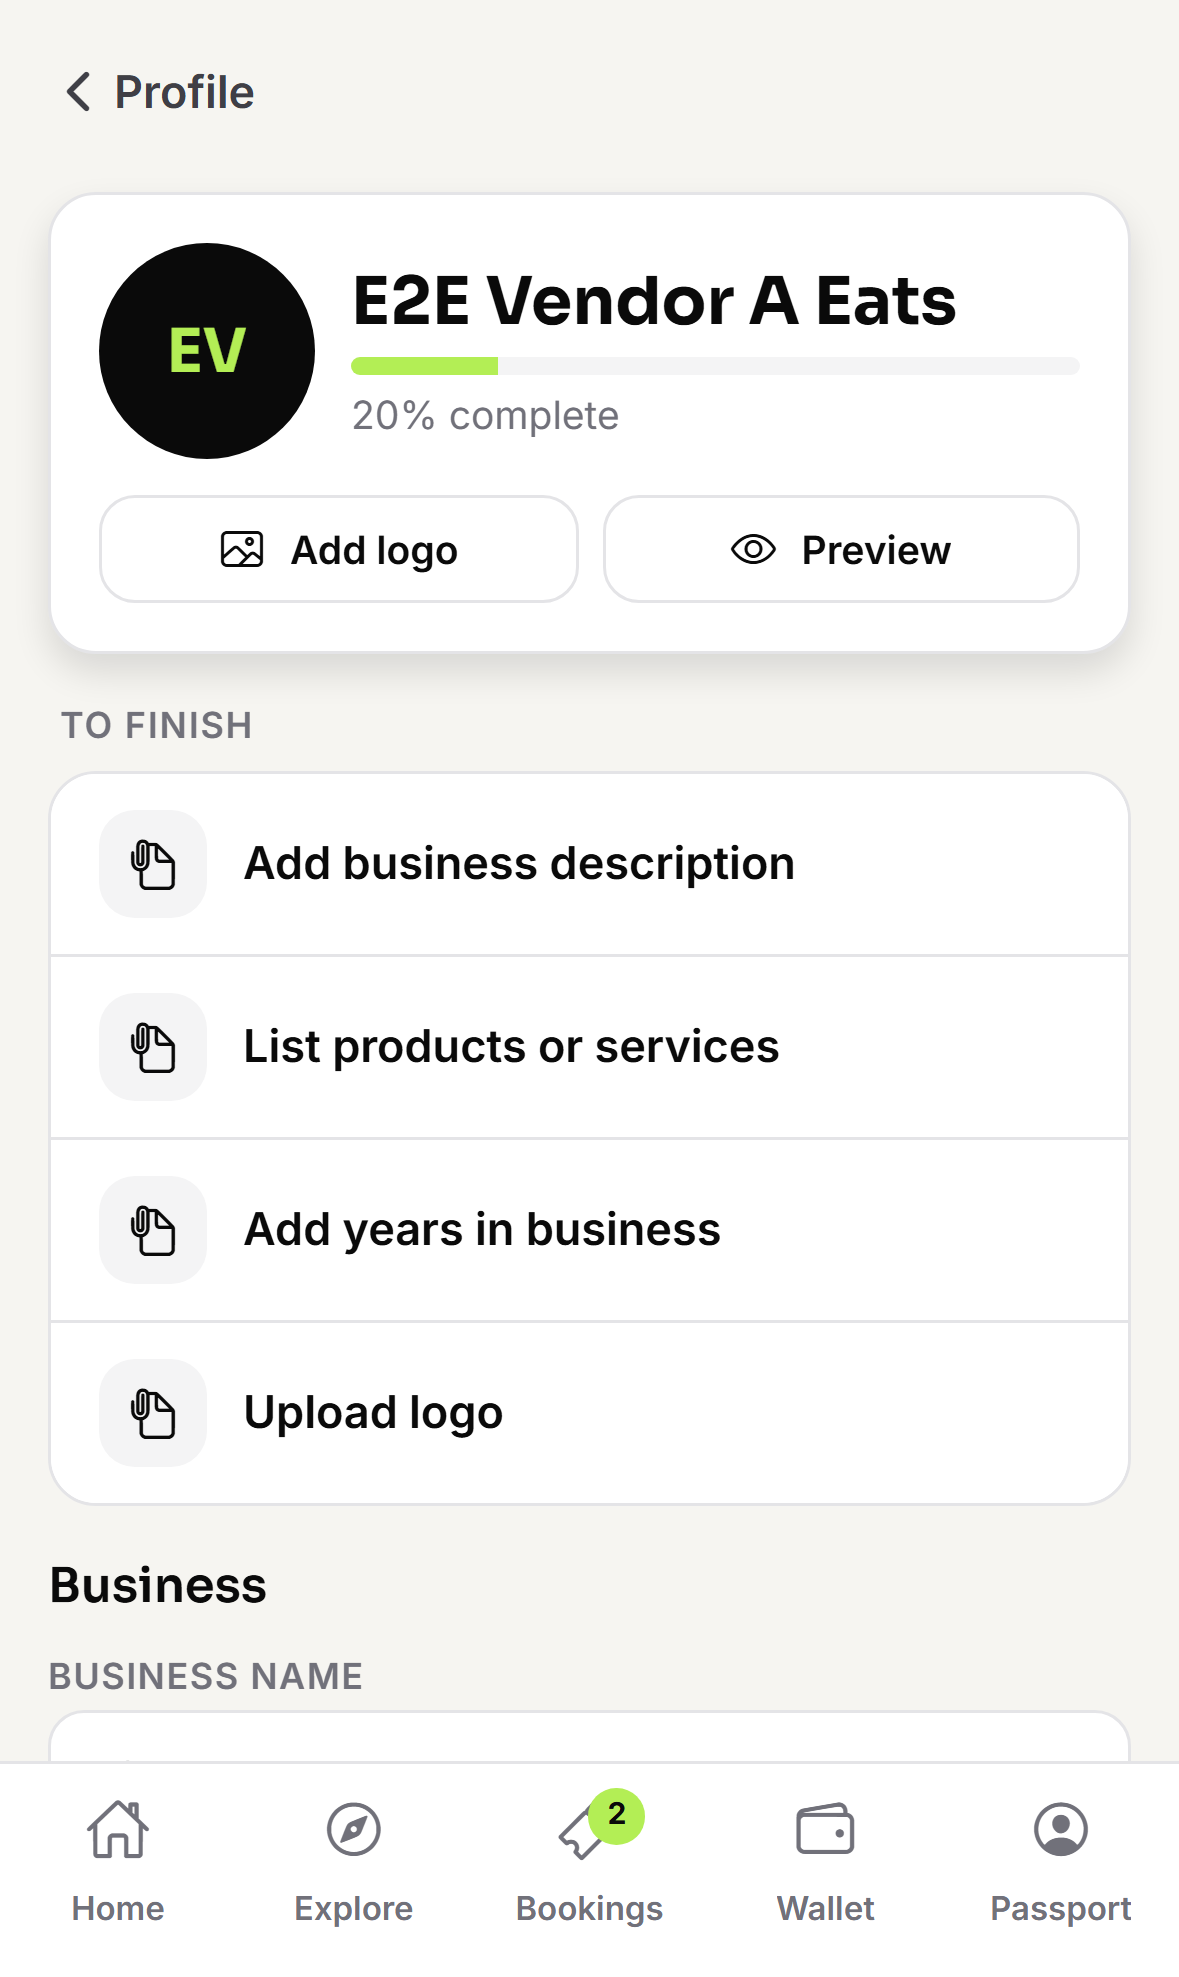 Profile
EV
E2E Vendor A Eats
20% complete
Add logo
Preview
TO FINISH
Add business description
List products or services
Add years in business
Upload logo
Business
BUSINESS NAME
2
Home
Explore
Bookings
Wallet
Passport